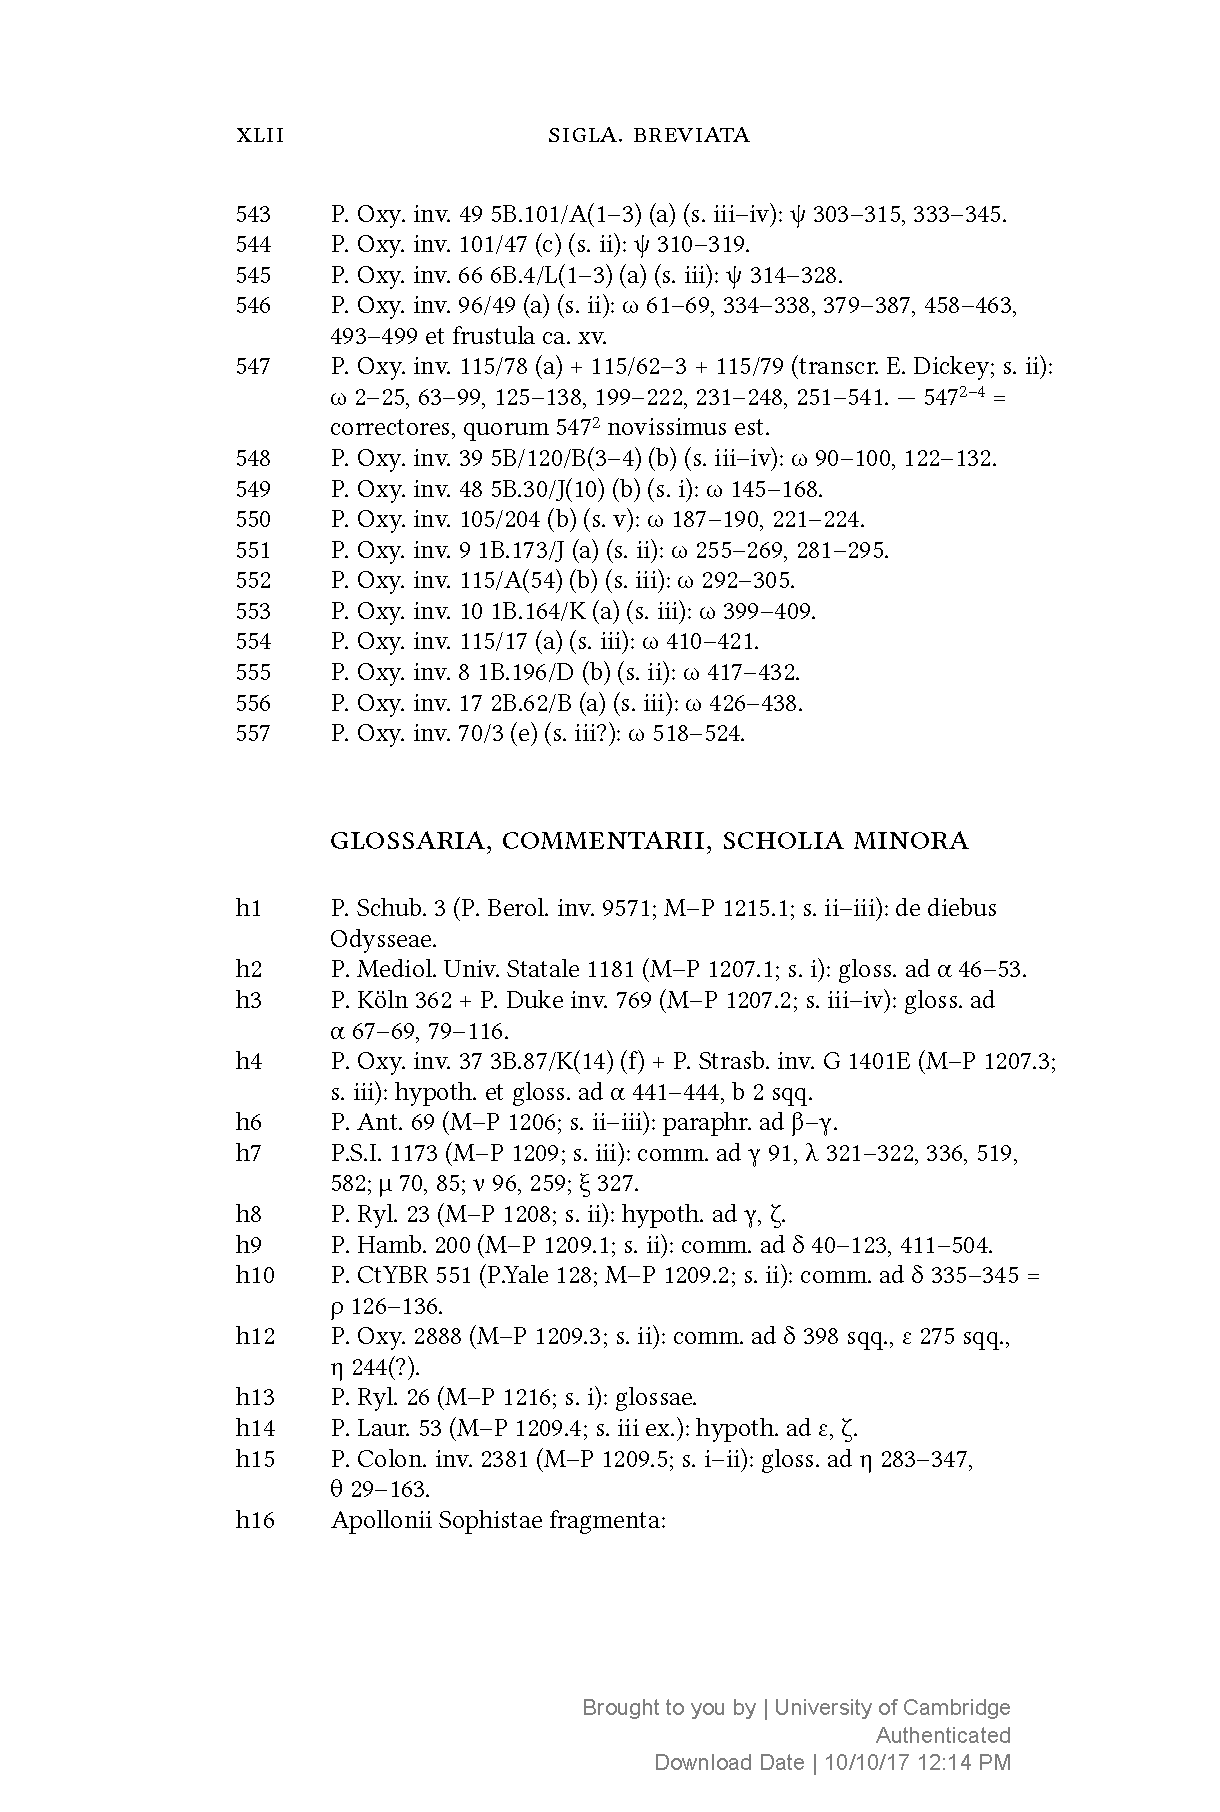 XLII SIGLA. BREVIATA
543 P. Oxy. inv. 49 5B.101/A(1–3) (a) (s. iii–iv): ψ 303–315, 333–345.
544 P. Oxy. inv. 101/47 (c) (s. ii): ψ 310–319.
545 P. Oxy. inv. 66 6B.4/L(1–3) (a) (s. iii): ψ 314–328.
546 P. Oxy. inv. 96/49 (a) (s. ii): ω 61–69, 334–338, 379–387, 458–463,
493–499 et frustula ca. xv.
547 P. Oxy. inv. 115/78 (a) + 115/62–3 + 115/79 (transcr. E. Dickey; s. ii):
ω 2–25, 63–99, 125–138, 199–222, 231–248, 251–541. — 547²⁻⁴ =
correctores, quorum 547² novissimus est.
548 P. Oxy. inv. 39 5B/120/B(3–4) (b) (s. iii–iv): ω 90–100, 122–132.
549 P. Oxy. inv. 48 5B.30/J(10) (b) (s. i): ω 145–168.
550 P. Oxy. inv. 105/204 (b) (s. v): ω 187–190, 221–224.
551 P. Oxy. inv. 9 1B.173/J (a) (s. ii): ω 255–269, 281–295.
552 P. Oxy. inv. 115/A(54) (b) (s. iii): ω 292–305.
553 P. Oxy. inv. 10 1B.164/K (a) (s. iii): ω 399–409.
554 P. Oxy. inv. 115/17 (a) (s. iii): ω 410–421.
555 P. Oxy. inv. 8 1B.196/D (b) (s. ii): ω 417–432.
556 P. Oxy. inv. 17 2B.62/B (a) (s. iii): ω 426–438.
557 P. Oxy. inv. 70/3 (e) (s. iii?): ω 518–524.
GLOSSARIA, COMMENTARII, SCHOLIA MINORA
h1 P. Schub. 3 (P. Berol. inv. 9571; M–P 1215.1; s. ii–iii): de diebus
Odysseae.
h2 P. Mediol. Univ. Statale 1181 (M–P 1207.1; s. i): gloss. ad α 46–53.
h3 P. Köln 362 + P. Duke inv. 769 (M–P 1207.2; s. iii–iv): gloss. ad
α 67–69, 79–116.
h4 P. Oxy. inv. 37 3B.87/K(14) (f) + P. Strasb. inv. G 1401E (M–P 1207.3;
s. iii): hypoth. et gloss. ad α 441–444, b 2 sqq.
h6 P. Ant. 69 (M–P 1206; s. ii–iii): paraphr. ad β–γ.
h7 P.S.I. 1173 (M–P 1209; s. iii): comm. ad γ 91, λ 321–322, 336, 519,
582; μ 70, 85; ν 96, 259; ξ 327.
h8 P. Ryl. 23 (M–P 1208; s. ii): hypoth. ad γ, ζ.
h9 P. Hamb. 200 (M–P 1209.1; s. ii): comm. ad δ 40–123, 411–504.
h10 P. CtYBR 551 (P.Yale 128; M–P 1209.2; s. ii): comm. ad δ 335–345 =
ρ 126–136.
h12 P. Oxy. 2888 (M–P 1209.3; s. ii): comm. ad δ 398 sqq., ε 275 sqq.,
η 244(?).
h13 P. Ryl. 26 (M–P 1216; s. i): glossae.
h14 P. Laur. 53 (M–P 1209.4; s. iii ex.): hypoth. ad ε, ζ.
h15 P. Colon. inv. 2381 (M–P 1209.5; s. i–ii): gloss. ad η 283–347,
θ 29–163.
h16 Apollonii Sophistae fragmenta:
Brought to you by | University of Cambridge
Authenticated
Download Date | 10/10/17 12:14 PM